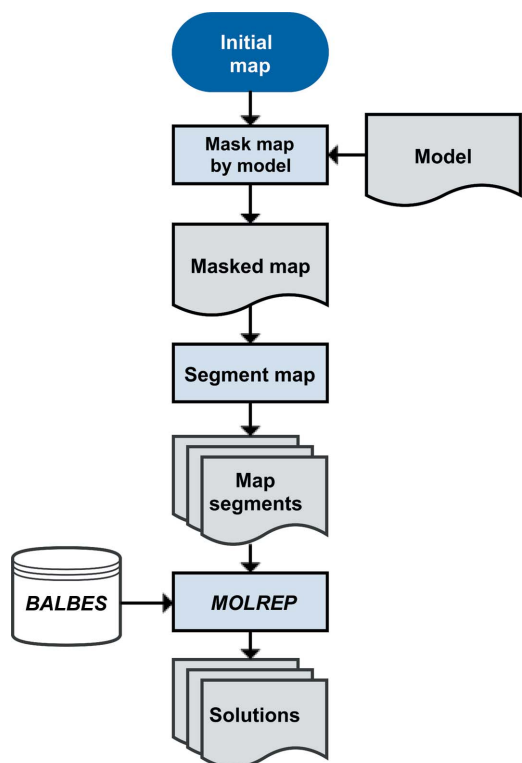 Initial
map
Mask map
by model
Model
Masked map
Segment map
Map
segments
BALBES
MOLREP
Solutions